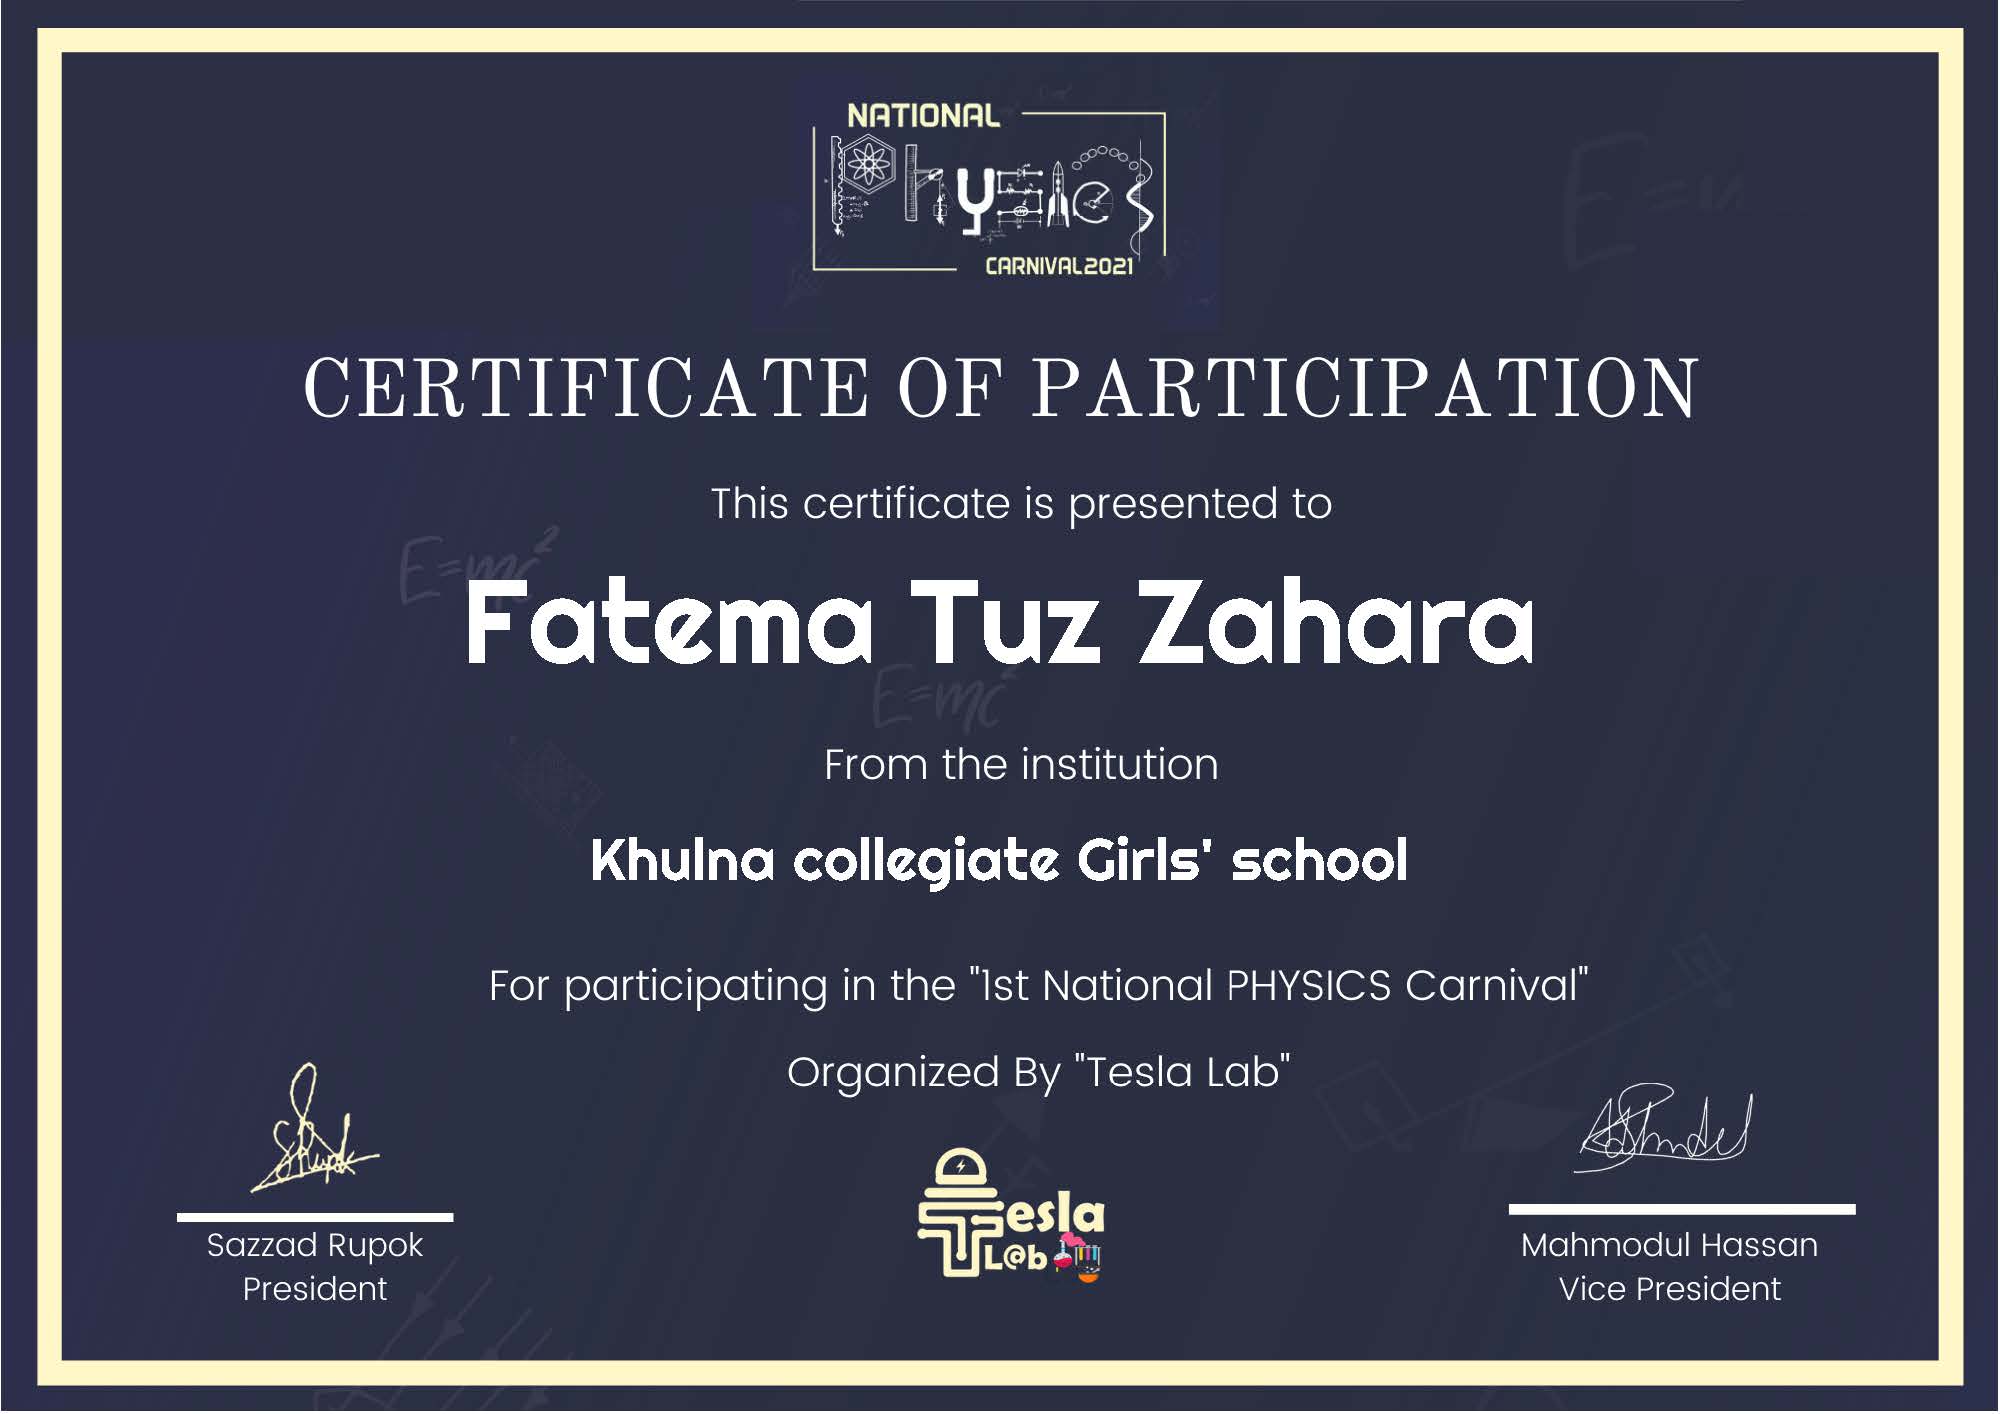 NATIONAL
Physics
CARNIVAL2021
CERTIFICATE OF PARTICIPATION
This certificate is presented to
E=mc²
Fatema Tuz Zahara
E=mc²
From the institution
Khulna collegiate Girls' school
For participating in the "1st National PHYSICS Carnival"
Organized By "Tesla Lab"
Tesla
L@b
Sazzad Rupok
President
Mahmodul Hassan
Vice President